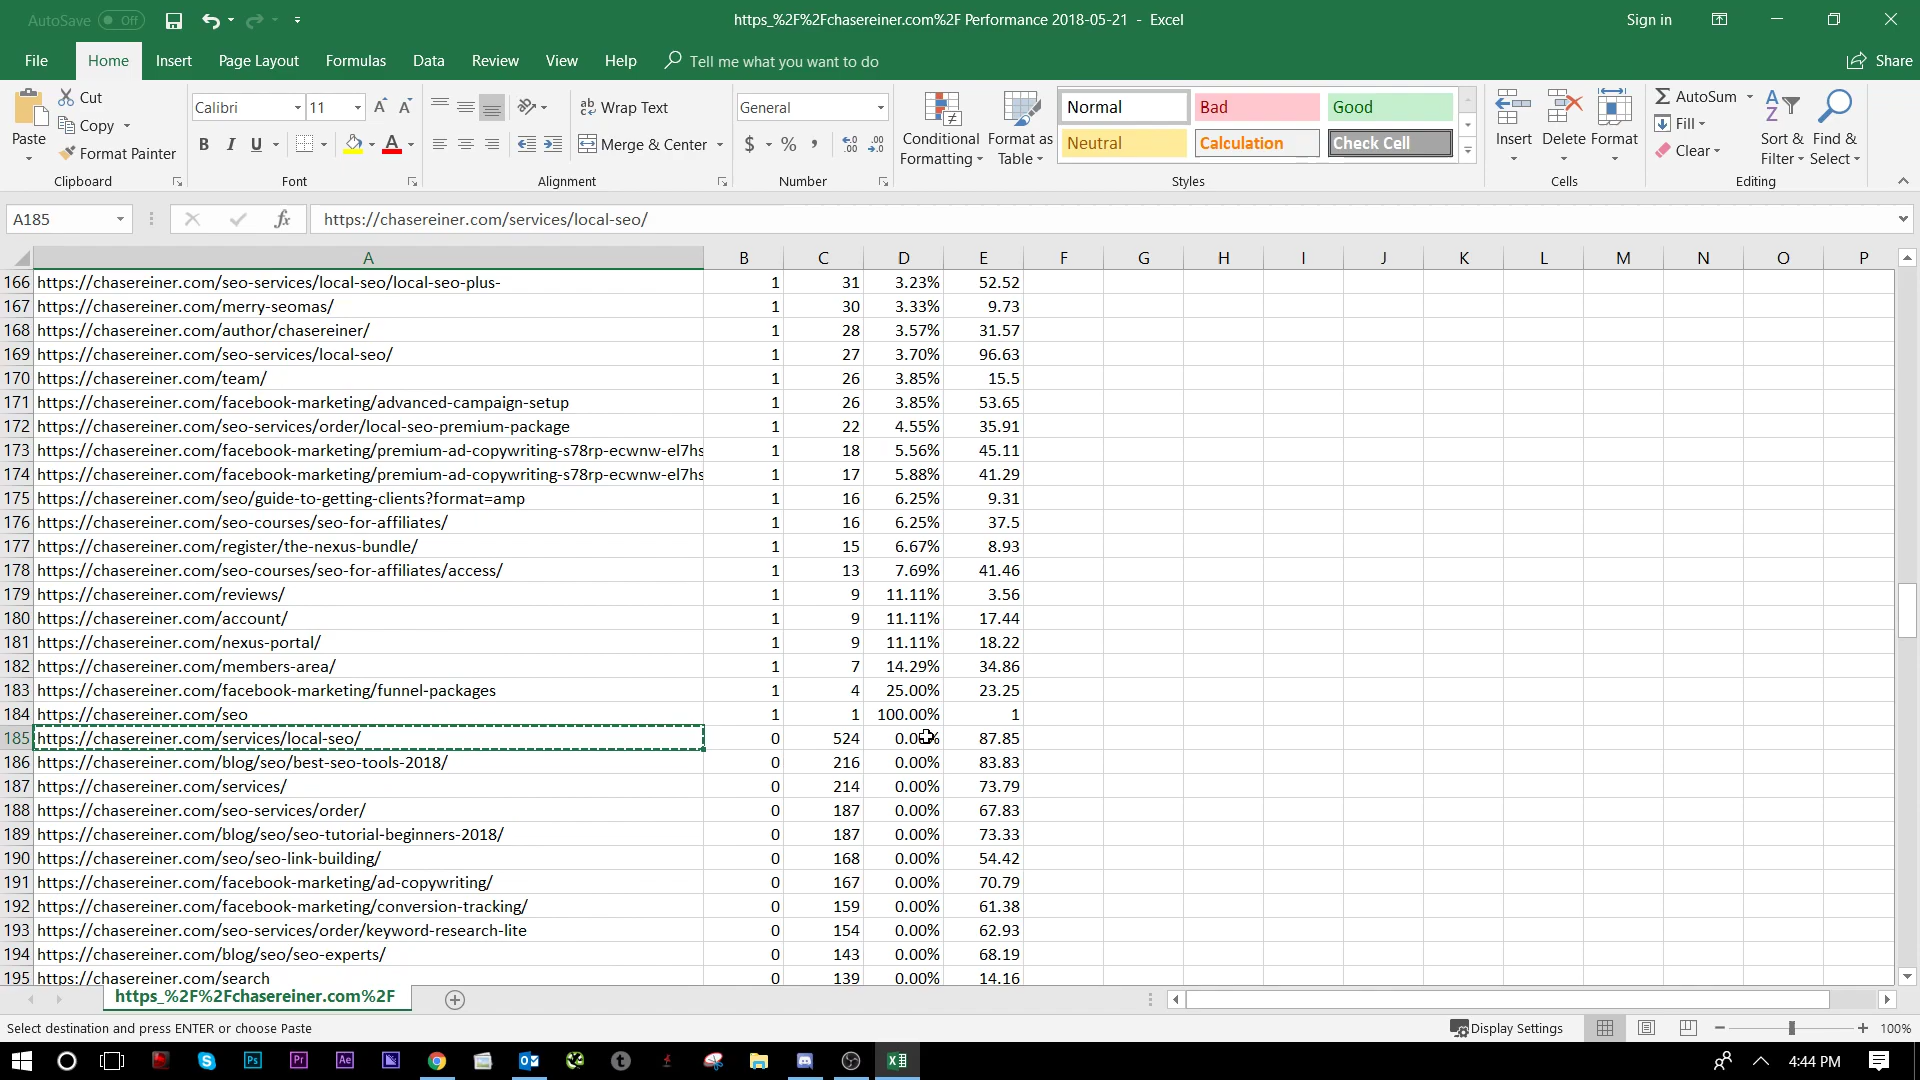 AutoSave Off
https_%2F%2Fchasereiner.com%2F Performance 2018-05-21 - Excel
Sign in
File Home Insert Page Layout Formulas Data Review View Help Tell me what you want to do Share
Paste
Cut
Copy
Format Painter
Clipboard
Calibri 11
B I U
Font
Wrap Text
Merge & Center
Alignment
General
$ % ,
Number
Conditional Formatting
Format as Table
Normal Bad Good
Neutral Calculation Check Cell
Styles
Insert Delete Format
Cells
AutoSum
Fill
Clear
Sort & Filter
Find & Select
Editing
A185 fx https://chasereiner.com/services/local-seo/
A B C D E F G H I J K L M N O P
166 https://chasereiner.com/seo-services/local-seo/local-seo-plus- 1 31 3.23% 52.52
167 https://chasereiner.com/merry-seomas/ 1 30 3.33% 9.73
168 https://chasereiner.com/author/chasereiner/ 1 28 3.57% 31.57
169 https://chasereiner.com/seo-services/local-seo/ 1 27 3.70% 96.63
170 https://chasereiner.com/team/ 1 26 3.85% 15.5
171 https://chasereiner.com/facebook-marketing/advanced-campaign-setup 1 26 3.85% 53.65
172 https://chasereiner.com/seo-services/order/local-seo-premium-package 1 22 4.55% 35.91
173 https://chasereiner.com/facebook-marketing/premium-ad-copywriting-s78rp-ecwnw-el7hs 1 18 5.56% 45.11
174 https://chasereiner.com/facebook-marketing/premium-ad-copywriting-s78rp-ecwnw-el7hs 1 17 5.88% 41.29
175 https://chasereiner.com/seo/guide-to-getting-clients?format=amp 1 16 6.25% 9.31
176 https://chasereiner.com/seo-courses/seo-for-affiliates/ 1 16 6.25% 37.5
177 https://chasereiner.com/register/the-nexus-bundle/ 1 15 6.67% 8.93
178 https://chasereiner.com/seo-courses/seo-for-affiliates/access/ 1 13 7.69% 41.46
179 https://chasereiner.com/reviews/ 1 9 11.11% 3.56
180 https://chasereiner.com/account/ 1 9 11.11% 17.44
181 https://chasereiner.com/nexus-portal/ 1 9 11.11% 18.22
182 https://chasereiner.com/members-area/ 1 7 14.29% 34.86
183 https://chasereiner.com/facebook-marketing/funnel-packages 1 4 25.00% 23.25
184 https://chasereiner.com/seo 1 1 100.00% 1
185 https://chasereiner.com/services/local-seo/ 0 524 0.00% 87.85
186 https://chasereiner.com/blog/seo/best-seo-tools-2018/ 0 216 0.00% 83.83
187 https://chasereiner.com/services/ 0 214 0.00% 73.79
188 https://chasereiner.com/seo-services/order/ 0 187 0.00% 67.83
189 https://chasereiner.com/blog/seo/seo-tutorial-beginners-2018/ 0 187 0.00% 73.33
190 https://chasereiner.com/seo/seo-link-building/ 0 168 0.00% 54.42
191 https://chasereiner.com/facebook-marketing/ad-copywriting/ 0 167 0.00% 70.79
192 https://chasereiner.com/facebook-marketing/conversion-tracking/ 0 159 0.00% 61.38
193 https://chasereiner.com/seo-services/order/keyword-research-lite 0 154 0.00% 62.93
194 https://chasereiner.com/blog/seo/seo-experts/ 0 143 0.00% 68.19
195 https://chasereiner.com/search 0 139 0.00% 14.16
https_%2F%2Fchasereiner.com%2F
Select destination and press ENTER or choose Paste
Display Settings
100%
Ps Pr Ae
4:44 PM